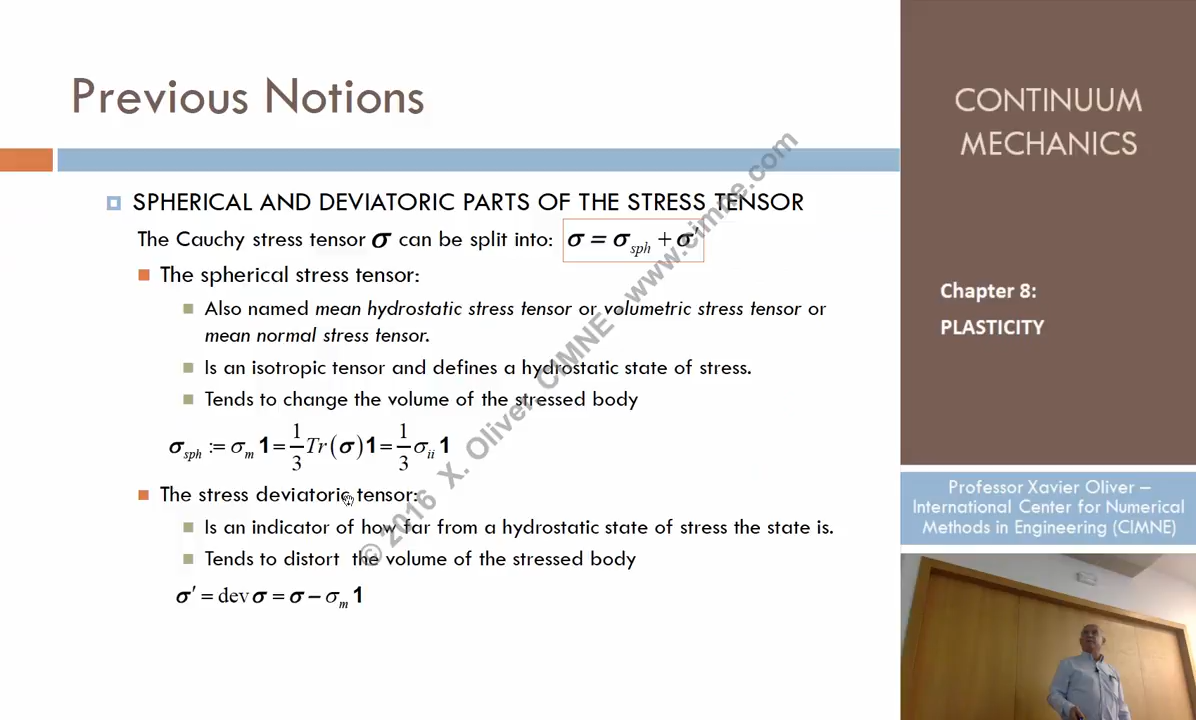 Previous Notions
SPHERICAL AND DEVIATORIC PARTS OF THE STRESS TENSOR
The Cauchy stress tensor σ can be split into: σ = σ_sph + σ′
The spherical stress tensor:
Also named mean hydrostatic stress tensor or volumetric stress tensor or
mean normal stress tensor.
Is an isotropic tensor and defines a hydrostatic state of stress.
Tends to change the volume of the stressed body
σ_sph := σ_m 1 = 1/3 Tr(σ)1 = 1/3 σ_ii 1
The stress deviatoric tensor:
Is an indicator of how far from a hydrostatic state of stress the state is.
Tends to distort the volume of the stressed body
σ′ = dev σ = σ − σ_m 1
© 2016 X. Oliver CIMNE - www.cimne.com
CONTINUUM
MECHANICS
Chapter 8:
PLASTICITY
Professor Xavier Oliver –
International Center for Numerical
Methods in Engineering (CIMNE)